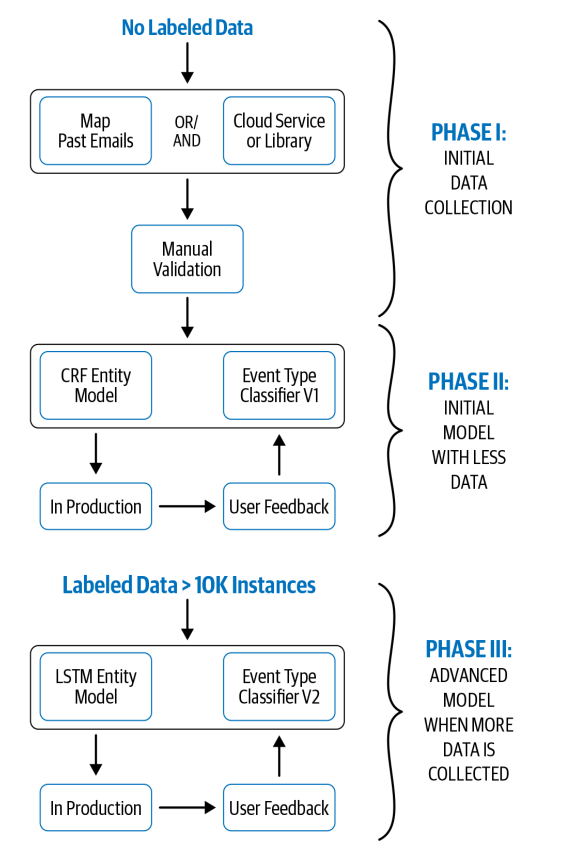 No Labeled Data
Map
Past Emails
OR/
AND
Cloud Service
or Library
Manual
Validation
PHASE I:
INITIAL
DATA
COLLECTION
CRF Entity
Model
Event Type
Classifier V1
In Production
User Feedback
PHASE II:
INITIAL
MODEL
WITH LESS
DATA
Labeled Data > 10K Instances
LSTM Entity
Model
Event Type
Classifier V2
In Production
User Feedback
PHASE III:
ADVANCED
MODEL
WHEN MORE
DATA IS
COLLECTED